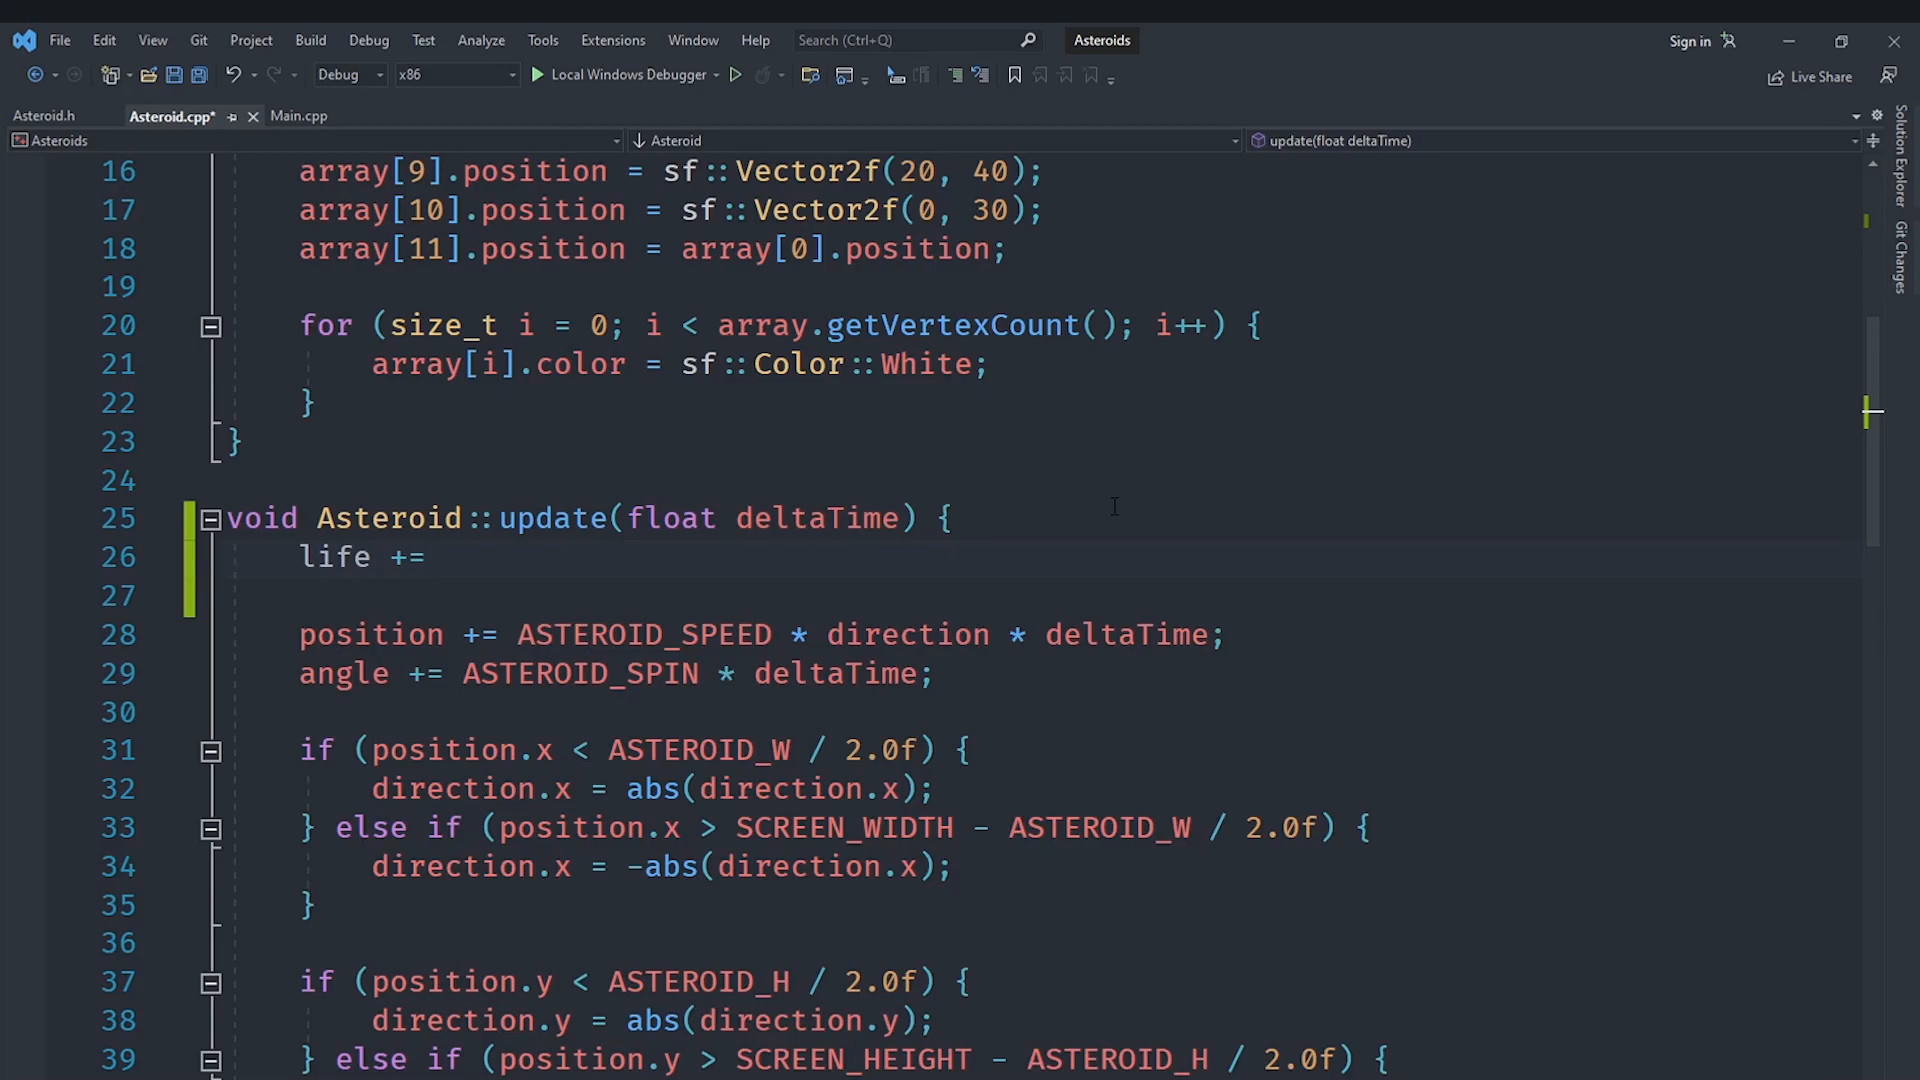 File Edit View Git Project Build Debug Test Analyze Tools Extensions Window Help Search (Ctrl+Q) Asteroids Sign in
Debug x86 Local Windows Debugger Live Share
Asteroid.h Asteroid.cpp* Main.cpp
Asteroids Asteroid update(float deltaTime)
16 array[9].position = sf::Vector2f(20, 40);
17 array[10].position = sf::Vector2f(0, 30);
18 array[11].position = array[0].position;
19
20 for (size_t i = 0; i < array.getVertexCount(); i++) {
21 array[i].color = sf::Color::White;
22 }
23 }
24
25 void Asteroid::update(float deltaTime) {
26 life +=
27
28 position += ASTEROID_SPEED * direction * deltaTime;
29 angle += ASTEROID_SPIN * deltaTime;
30
31 if (position.x < ASTEROID_W / 2.0f) {
32 direction.x = abs(direction.x);
33 } else if (position.x > SCREEN_WIDTH - ASTEROID_W / 2.0f) {
34 direction.x = -abs(direction.x);
35 }
36
37 if (position.y < ASTEROID_H / 2.0f) {
38 direction.y = abs(direction.y);
39 } else if (position.y > SCREEN_HEIGHT - ASTEROID_H / 2.0f) {
Solution Explorer
Git Changes